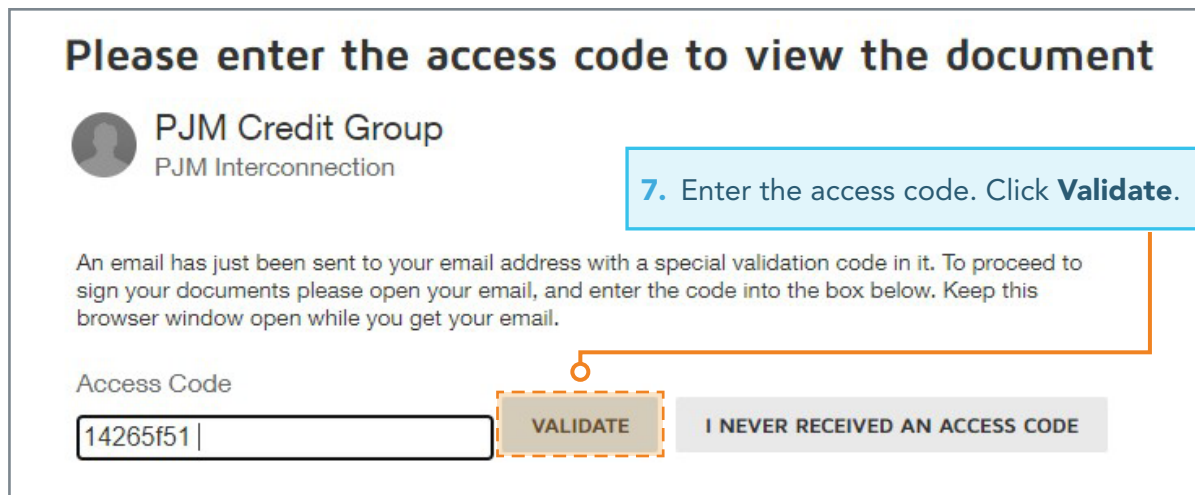 Please enter the access code to view the document
PJM Credit Group
PJM Interconnection
7. Enter the access code. Click Validate.
An email has just been sent to your email address with a special validation code in it. To proceed to
sign your documents please open your email, and enter the code into the box below. Keep this
browser window open while you get your email.
Access Code
14265f51
VALIDATE
I NEVER RECEIVED AN ACCESS CODE